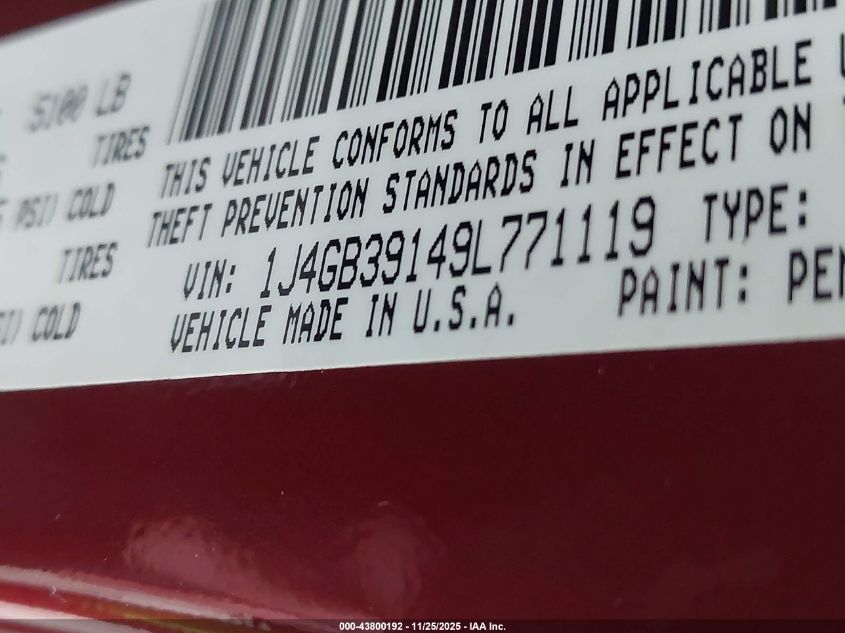 5100 LB
TIRES
PSI) COLD
TIRES
COLD
THIS VEHICLE CONFORMS TO ALL APPLICABLE
THEFT PREVENTION STANDARDS IN EFFECT ON
VIN: 1J4GB39149L771119 TYPE:
VEHICLE MADE IN U.S.A. PAINT:
000-43800192 - 11/25/2025 - IAA Inc.